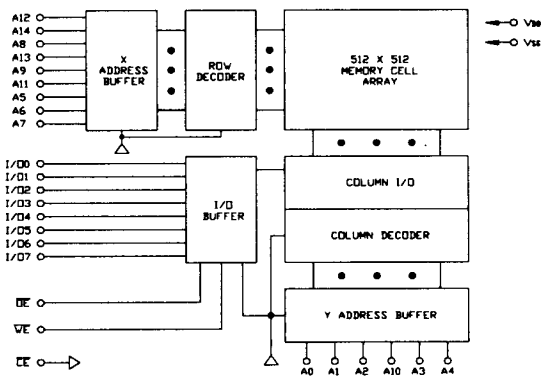 A12
A14
A8
A13
A9
A11
A5
A6
A7
X
ADDRESS
BUFFER
ROW
DECODER
512 X 512
MEMORY CELL
ARRAY
VDD
VSS
I/O0
I/O1
I/O2
I/O3
I/O4
I/O5
I/O6
I/O7
I/O
BUFFER
COLUMN I/O
COLUMN DECODER
Y ADDRESS BUFFER
OE
WE
CE
A0 A1 A2 A10 A3 A4